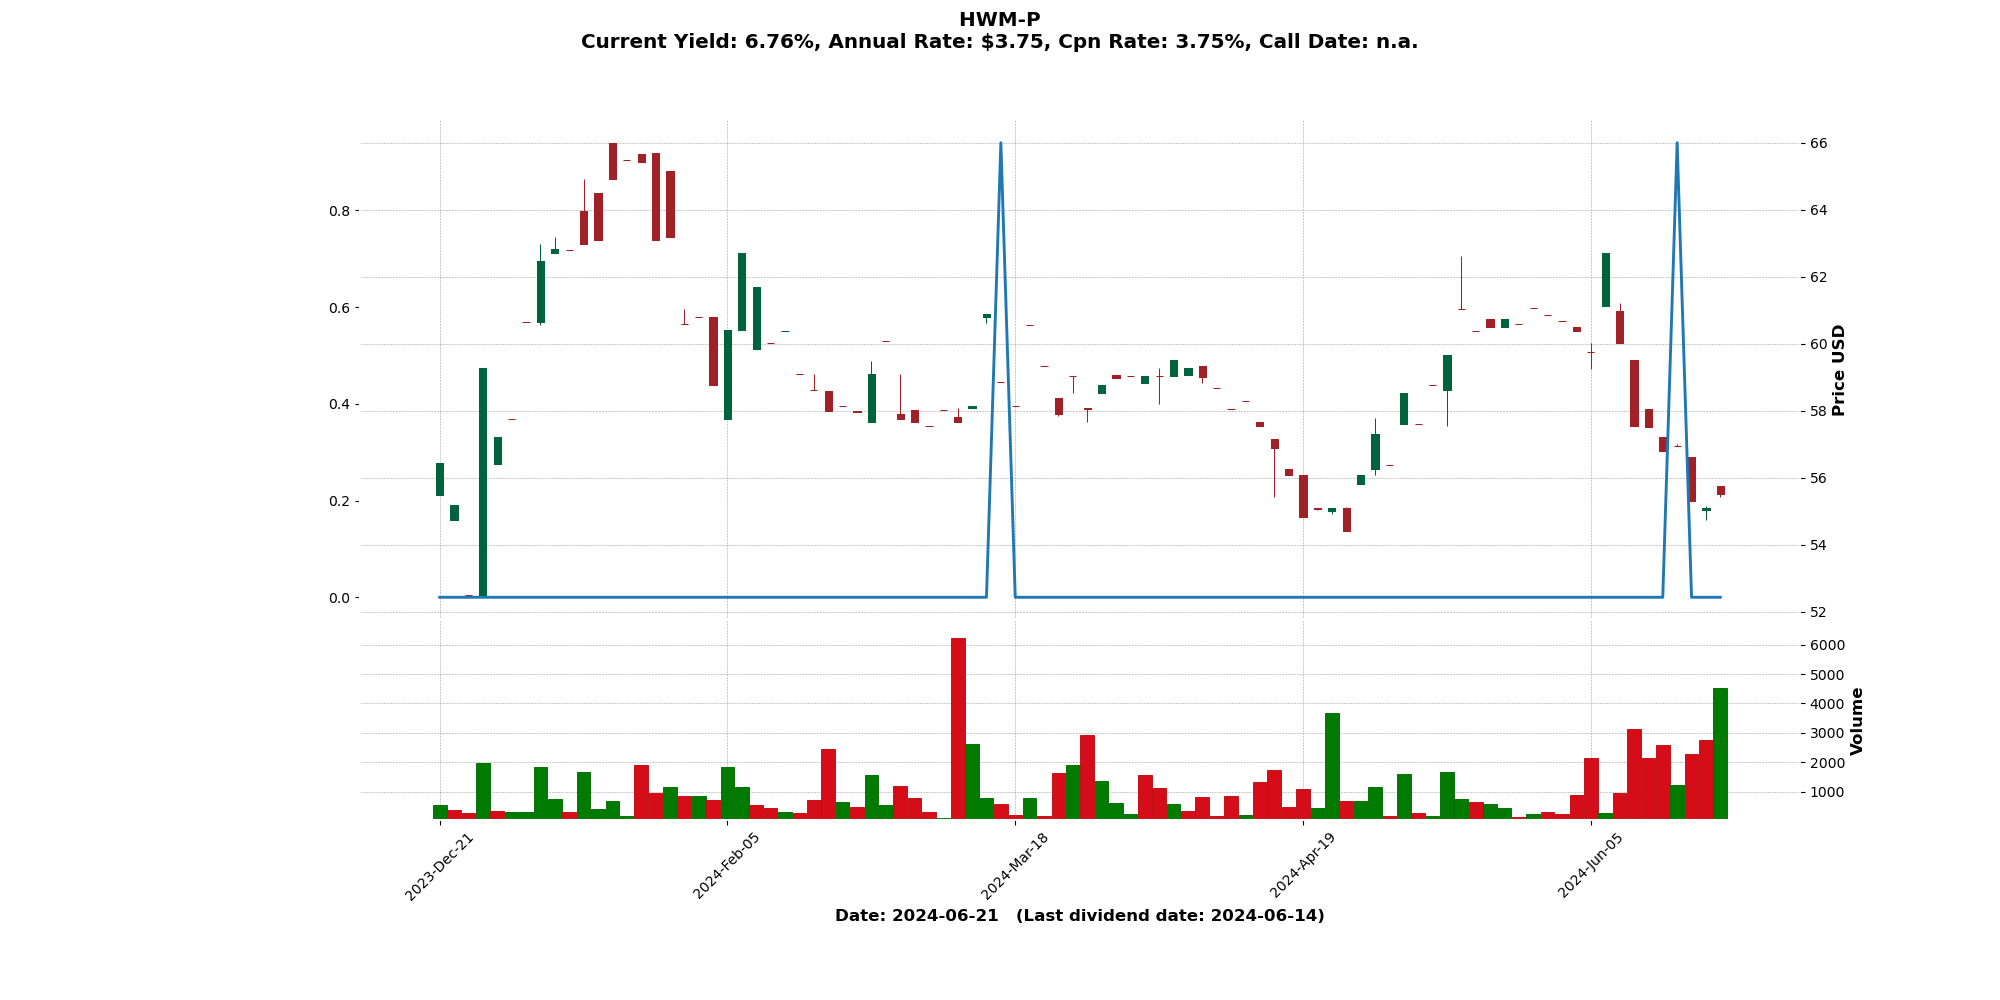 HWM-P
Current Yield: 6.76%, Annual Rate: $3.75, Cpn Rate: 3.75%, Call Date: n.a.
0.8
0.6
0.4
0.2
0.0
66
64
62
60
58
56
54
52
Price USD
6000
5000
4000
3000
2000
1000
Volume
2023-Dec-21
2024-Feb-05
2024-Mar-18
2024-Apr-19
2024-Jun-05
Date: 2024-06-21 (Last dividend date: 2024-06-14)